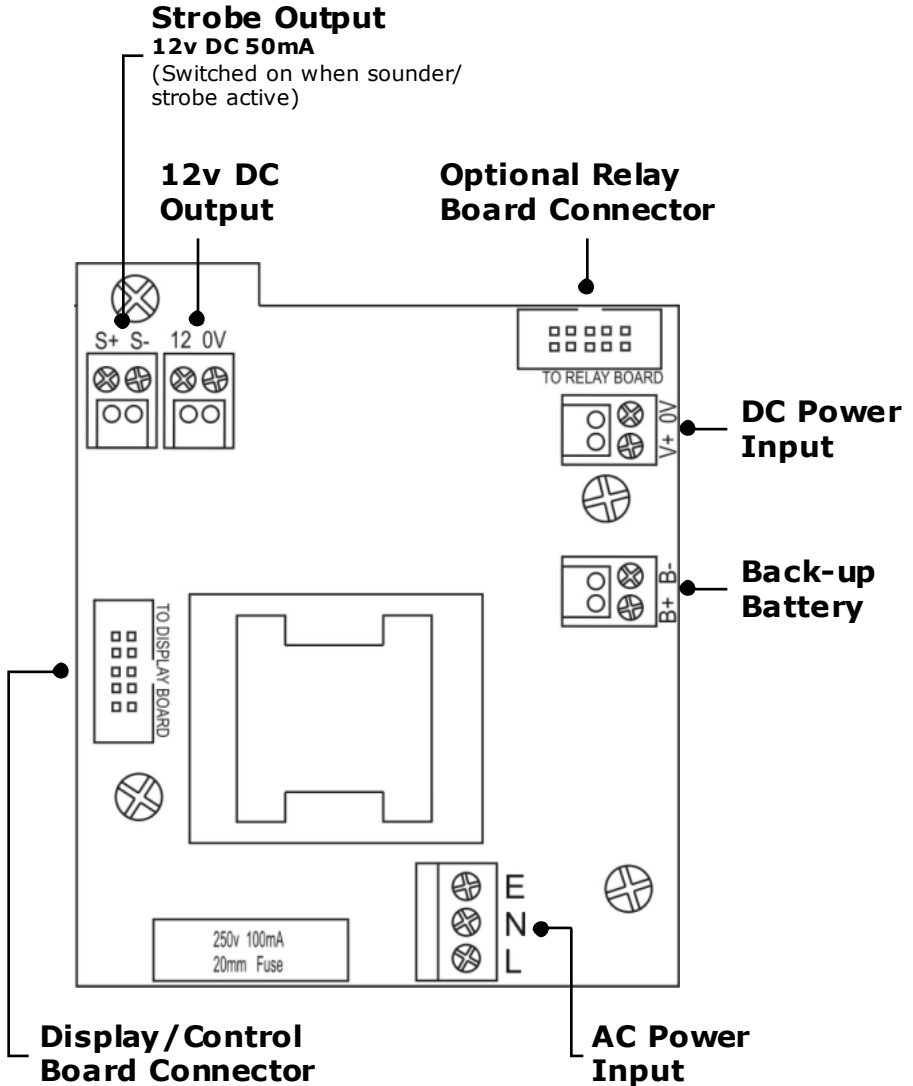 Strobe Output
12v DC 50mA
(Switched on when sounder/
strobe active)
12v DC
Output
Optional Relay
Board Connector
S+ S-
12 0V
TO RELAY BOARD
V+ 0V
DC Power
Input
B+ B-
Back-up
Battery
TO DISPLAY BOARD
E
N
L
250v 100mA
20mm Fuse
Display/Control
Board Connector
AC Power
Input